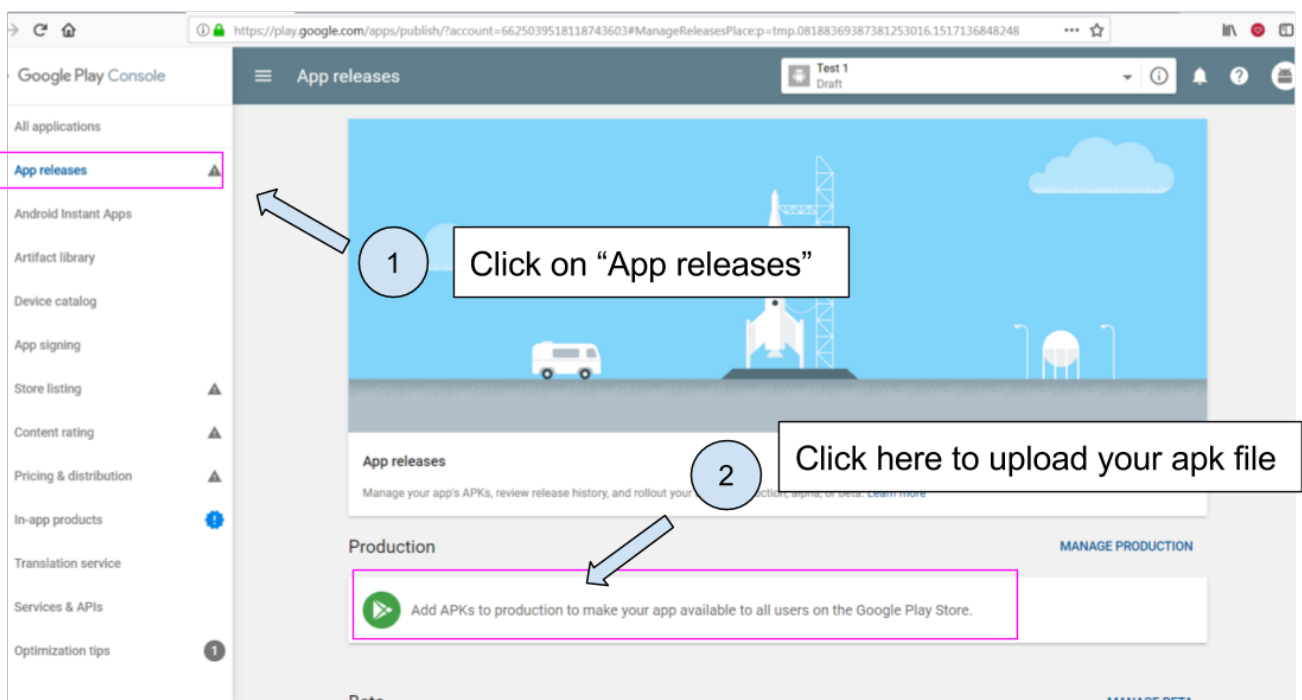 https://play.google.com/apps/publish/?account=6625039518118743603#ManageReleasesPlace:p=tmp.08188369387381253016.1517136848248
Google Play Console
App releases
Test 1
Draft
All applications
App releases
Android Instant Apps
Artifact library
Device catalog
App signing
Store listing
Content rating
Pricing & distribution
In-app products
Translation service
Services & APIs
Optimization tips
1
1
Click on “App releases”
2
Click here to upload your apk file
App releases
Manage your app's APKs, review release history, and rollout your alpha, or beta. Learn more
Production
MANAGE PRODUCTION
Add APKs to production to make your app available to all users on the Google Play Store.